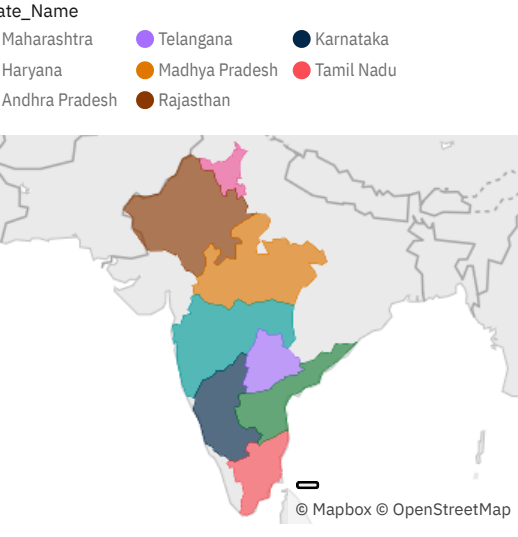 ate_Name
Maharashtra Telangana Karnataka
Haryana Madhya Pradesh Tamil Nadu
Andhra Pradesh Rajasthan
© Mapbox © OpenStreetMap